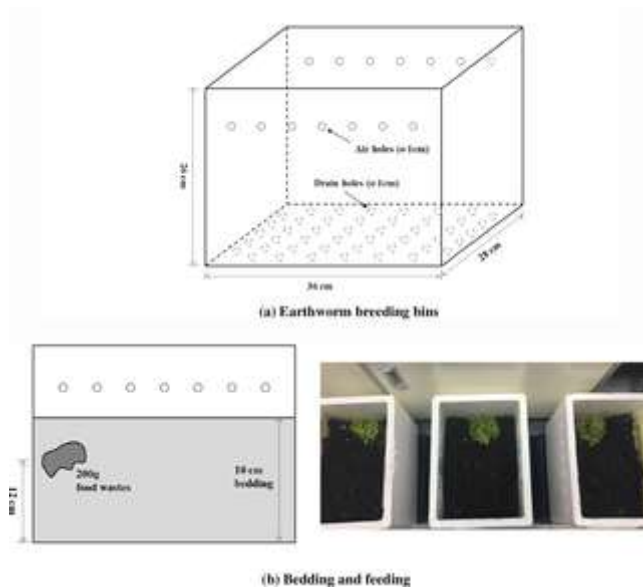 Air holes (ø 1cm)
Drain holes (ø 1cm)
26 cm
28 cm
36 cm
(a) Earthworm breeding bins
200g
food wastes
cm
bedding
12 cm
(b) Bedding and feeding